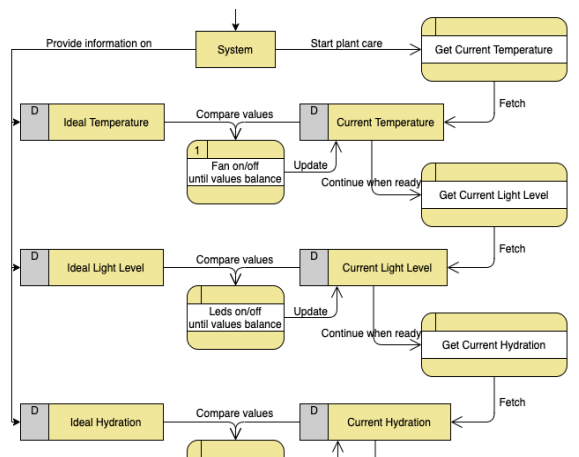 Provide information on
System
Start plant care
Get Current Temperature
Fetch
D
Ideal Temperature
Compare values
D
Current Temperature
1
Fan on/off
until values balance
Update
Continue when ready
Get Current Light Level
Fetch
D
Ideal Light Level
Compare values
D
Current Light Level
Leds on/off
until values balance
Update
Continue when ready
Get Current Hydration
Fetch
D
Ideal Hydration
Compare values
D
Current Hydration